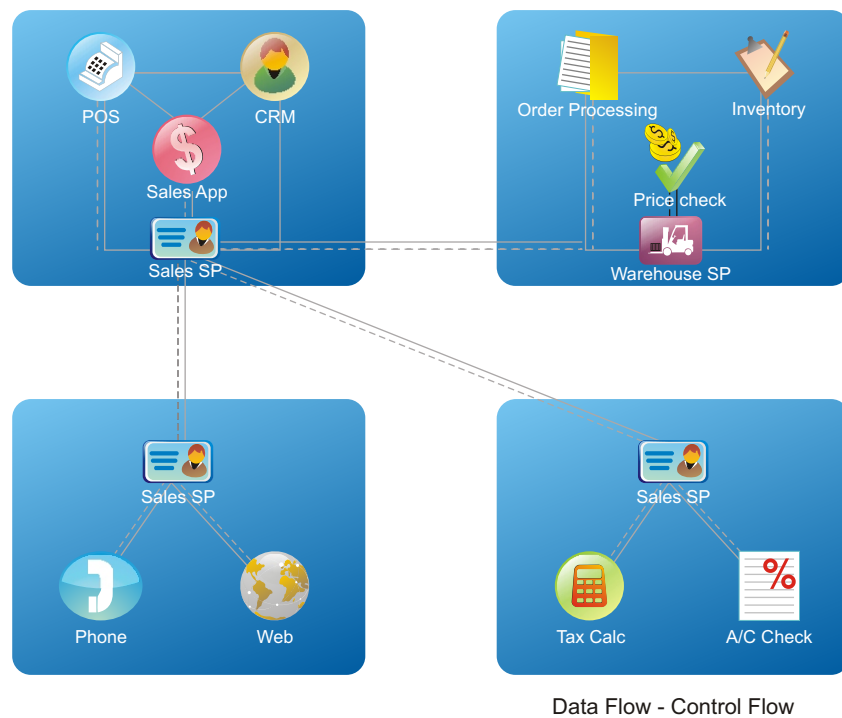 POS
CRM
Sales App
Sales SP
Order Processing
Inventory
Price check
Warehouse SP
Sales SP
Phone
Web
Sales SP
Tax Calc
A/C Check
Data Flow - Control Flow